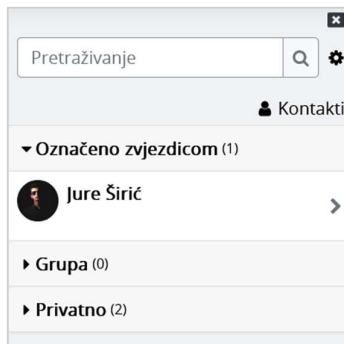 Pretraživanje
Kontakti
Označeno zvjezdicom (1)
Jure Širić
Grupa (0)
Privatno (2)